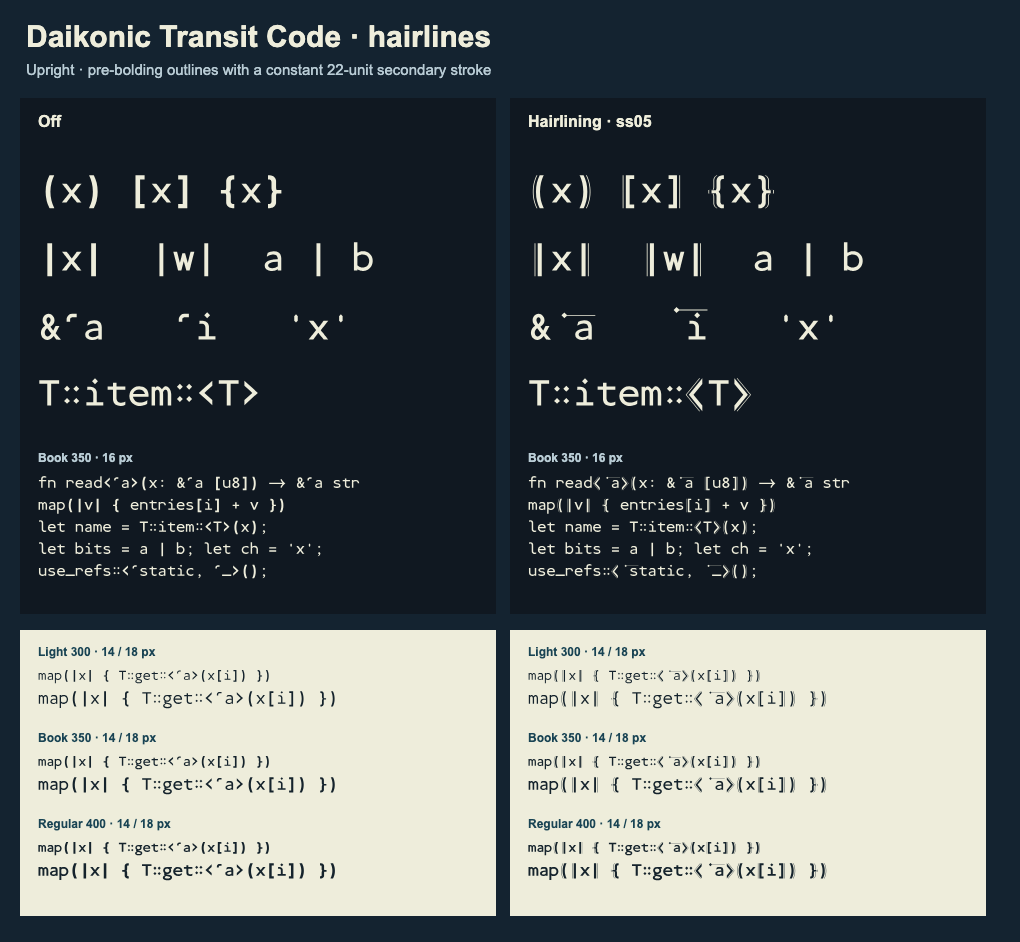 Daikonic Transit Code · hairlines
Upright · pre-bolding outlines with a constant 22-unit secondary stroke
Off
(x) [x] {x}
|x| |w| a | b
&'a 'i 'x'
T::item::<T>
Book 350 · 16 px
fn read<'a>(x: &'a [u8]) → &'a str
map(|v| { entries[i] + v })
let name = T::item::<T>(x);
let bits = a | b; let ch = 'x';
use_refs::<'static, '_>();
Hairlining · ss05
(x) [x] {x}
|x| |w| a | b
&'a 'i 'x'
T::item::<T>
Book 350 · 16 px
fn read<'a>(x: &'a [u8]) → &'a str
map(|v| { entries[i] + v })
let name = T::item::<T>(x);
let bits = a | b; let ch = 'x';
use_refs::<'static, '_>();
Light 300 · 14 / 18 px
map(|x| { T::get::<'a>(x[i]) })
map(|x| { T::get::<'a>(x[i]) })
Book 350 · 14 / 18 px
map(|x| { T::get::<'a>(x[i]) })
map(|x| { T::get::<'a>(x[i]) })
Regular 400 · 14 / 18 px
map(|x| { T::get::<'a>(x[i]) })
map(|x| { T::get::<'a>(x[i]) })
Light 300 · 14 / 18 px
map(|x| { T::get::<'a>(x[i]) })
map(|x| { T::get::<'a>(x[i]) })
Book 350 · 14 / 18 px
map(|x| { T::get::<'a>(x[i]) })
map(|x| { T::get::<'a>(x[i]) })
Regular 400 · 14 / 18 px
map(|x| { T::get::<'a>(x[i]) })
map(|x| { T::get::<'a>(x[i]) })